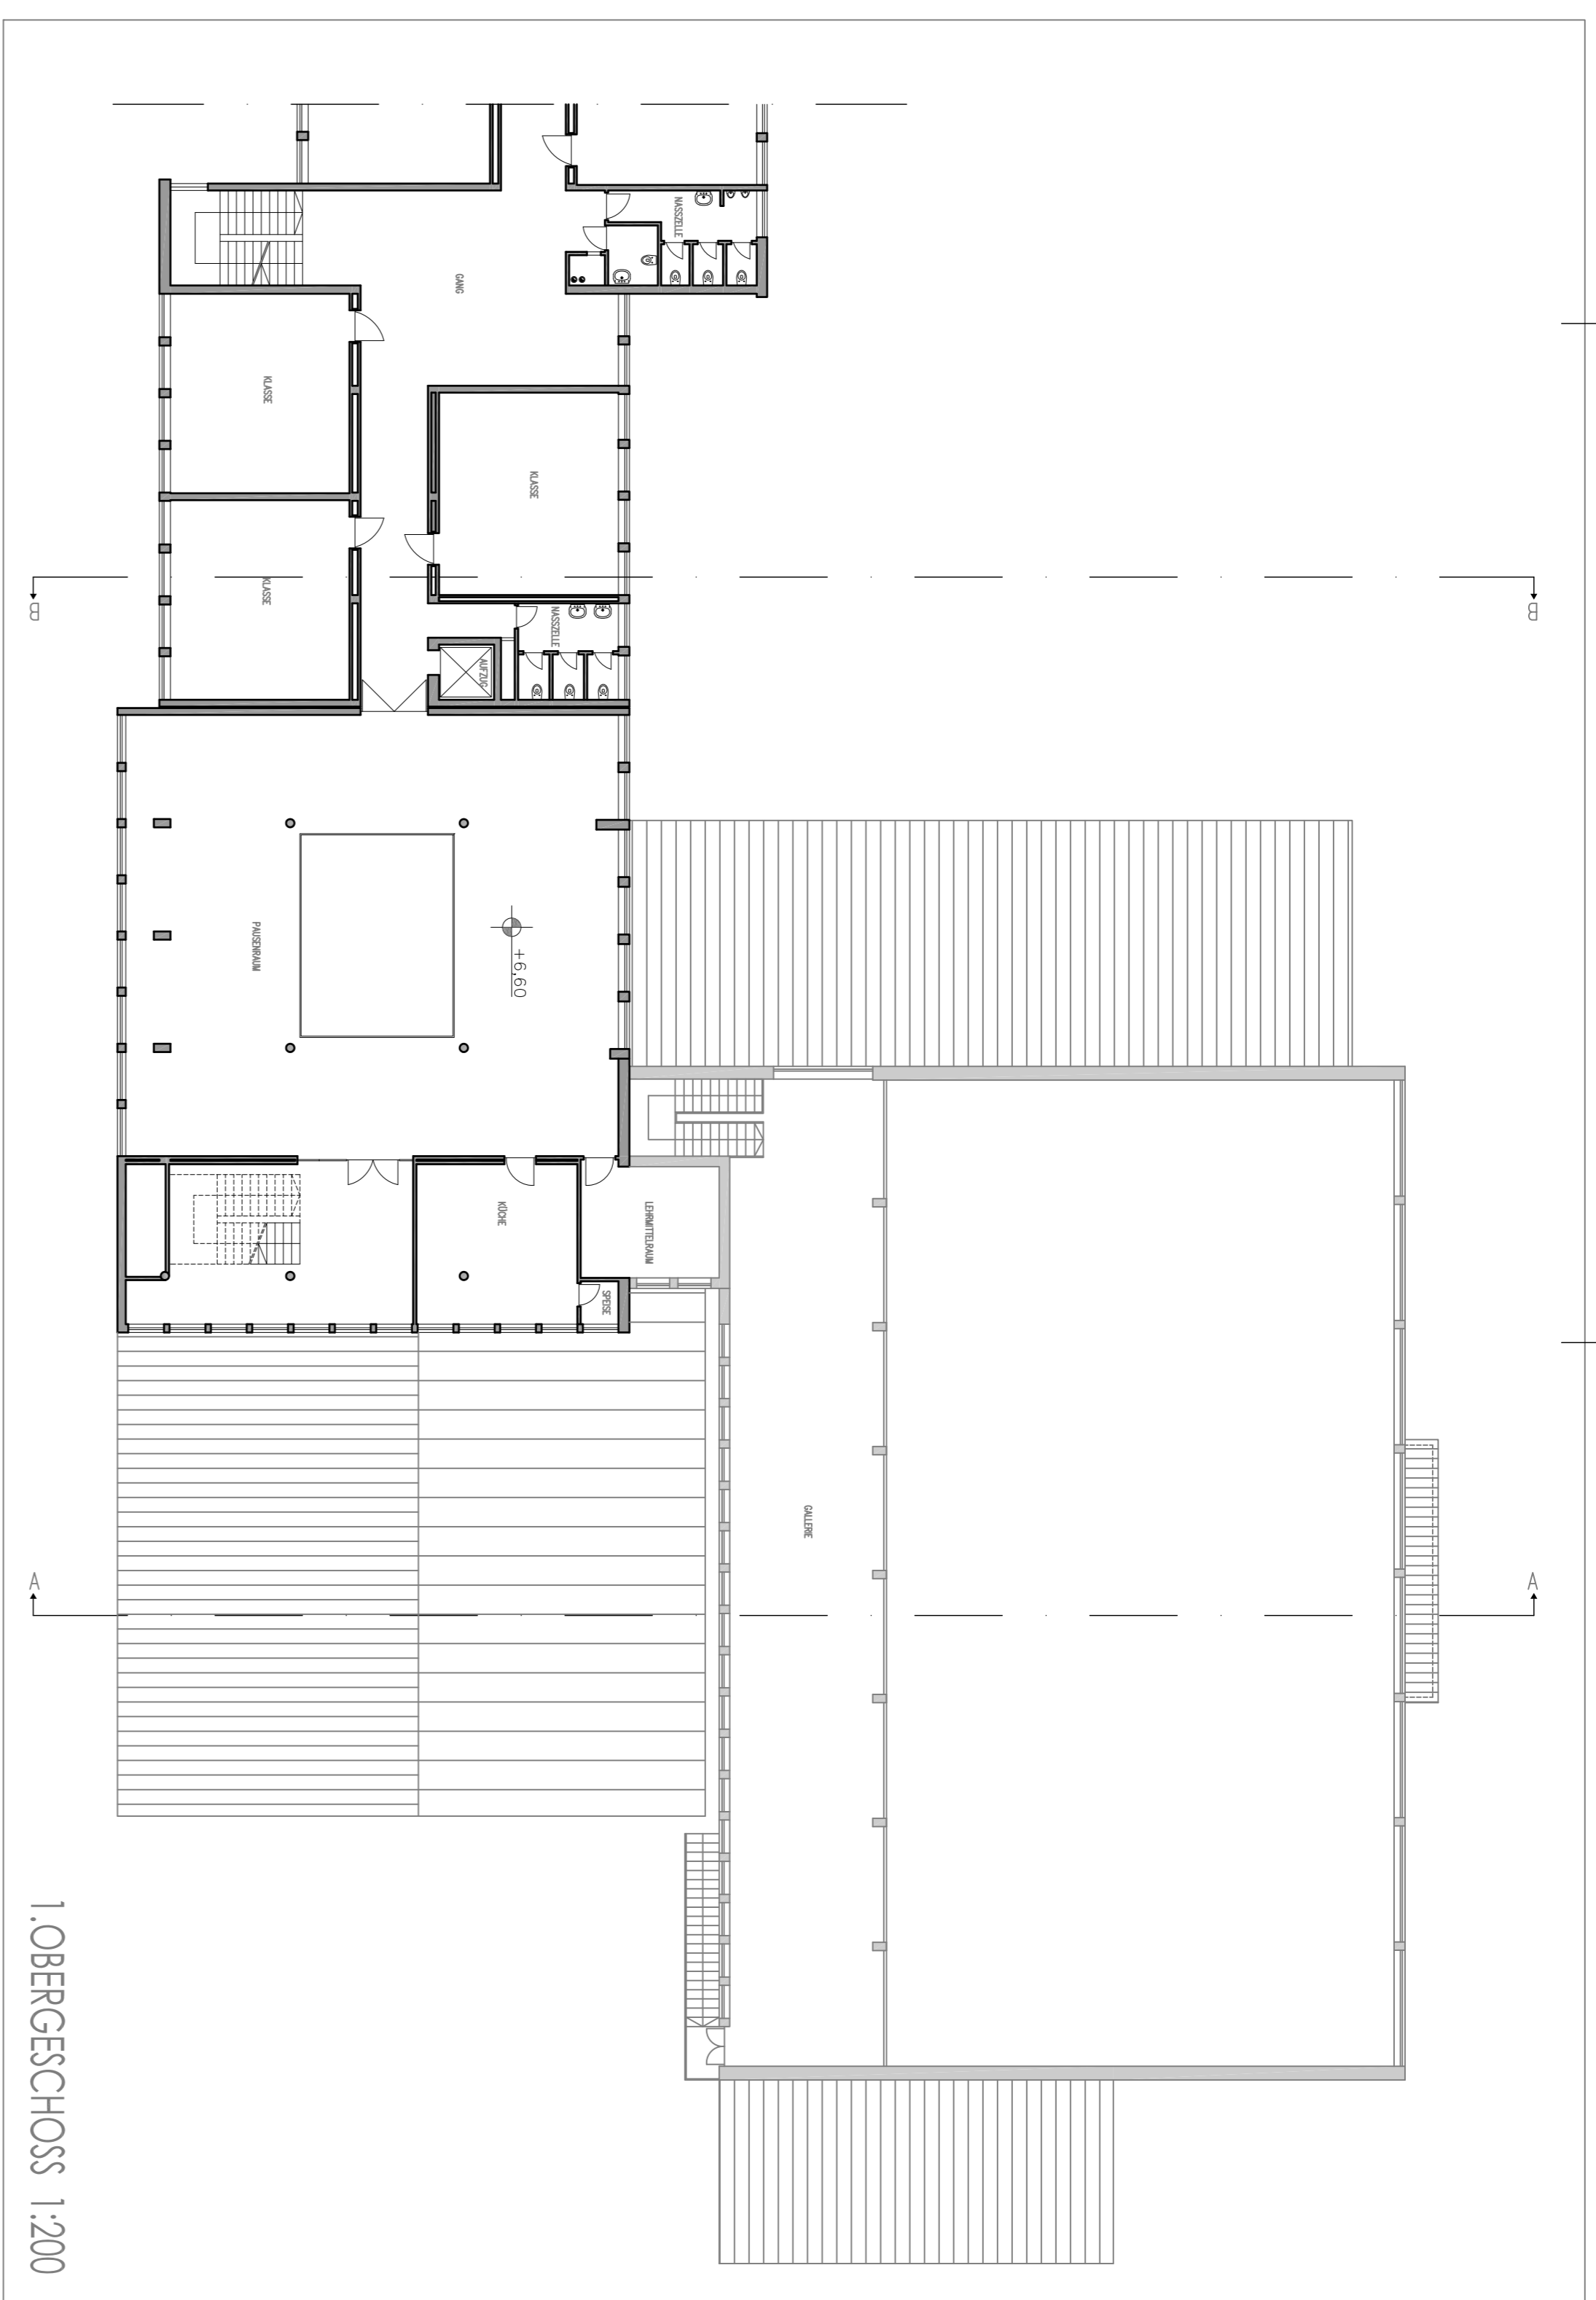 NASSZELLE
GANG
KLASSE
KLASSE
KLASSE
B
B
NASSZELLE
AUFZUG
PAUSENRAUM
+6,60
KÜCHE
LEHRMITTELRAUM
SPEISE
GALLERIE
A
A
1.OBERGESCHOSS 1:200